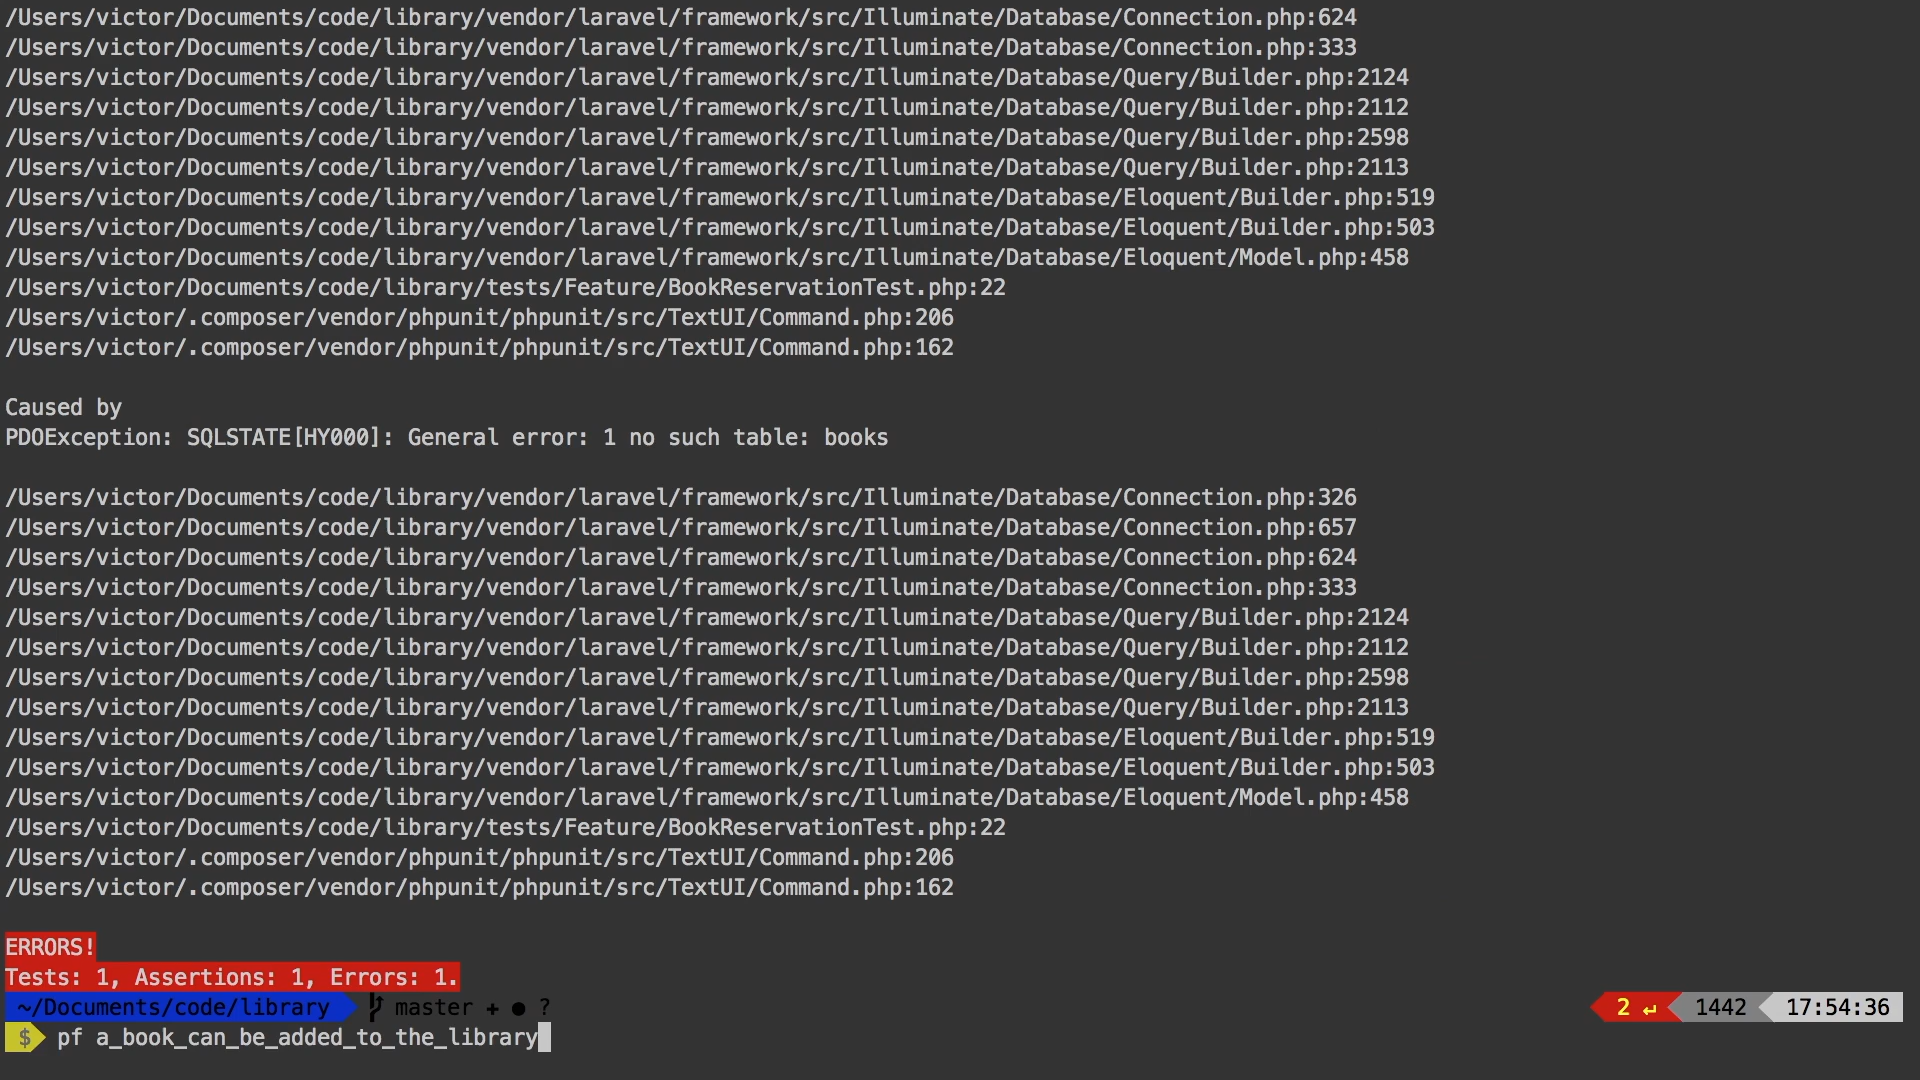 /Users/victor/Documents/code/library/vendor/laravel/framework/src/Illuminate/Database/Connection.php:624
/Users/victor/Documents/code/library/vendor/laravel/framework/src/Illuminate/Database/Connection.php:333
/Users/victor/Documents/code/library/vendor/laravel/framework/src/Illuminate/Database/Query/Builder.php:2124
/Users/victor/Documents/code/library/vendor/laravel/framework/src/Illuminate/Database/Query/Builder.php:2112
/Users/victor/Documents/code/library/vendor/laravel/framework/src/Illuminate/Database/Query/Builder.php:2598
/Users/victor/Documents/code/library/vendor/laravel/framework/src/Illuminate/Database/Query/Builder.php:2113
/Users/victor/Documents/code/library/vendor/laravel/framework/src/Illuminate/Database/Eloquent/Builder.php:519
/Users/victor/Documents/code/library/vendor/laravel/framework/src/Illuminate/Database/Eloquent/Builder.php:503
/Users/victor/Documents/code/library/vendor/laravel/framework/src/Illuminate/Database/Eloquent/Model.php:458
/Users/victor/Documents/code/library/tests/Feature/BookReservationTest.php:22
/Users/victor/.composer/vendor/phpunit/phpunit/src/TextUI/Command.php:206
/Users/victor/.composer/vendor/phpunit/phpunit/src/TextUI/Command.php:162
Caused by
PDOException: SQLSTATE[HY000]: General error: 1 no such table: books
/Users/victor/Documents/code/library/vendor/laravel/framework/src/Illuminate/Database/Connection.php:326
/Users/victor/Documents/code/library/vendor/laravel/framework/src/Illuminate/Database/Connection.php:657
/Users/victor/Documents/code/library/vendor/laravel/framework/src/Illuminate/Database/Connection.php:624
/Users/victor/Documents/code/library/vendor/laravel/framework/src/Illuminate/Database/Connection.php:333
/Users/victor/Documents/code/library/vendor/laravel/framework/src/Illuminate/Database/Query/Builder.php:2124
/Users/victor/Documents/code/library/vendor/laravel/framework/src/Illuminate/Database/Query/Builder.php:2112
/Users/victor/Documents/code/library/vendor/laravel/framework/src/Illuminate/Database/Query/Builder.php:2598
/Users/victor/Documents/code/library/vendor/laravel/framework/src/Illuminate/Database/Query/Builder.php:2113
/Users/victor/Documents/code/library/vendor/laravel/framework/src/Illuminate/Database/Eloquent/Builder.php:519
/Users/victor/Documents/code/library/vendor/laravel/framework/src/Illuminate/Database/Eloquent/Builder.php:503
/Users/victor/Documents/code/library/vendor/laravel/framework/src/Illuminate/Database/Eloquent/Model.php:458
/Users/victor/Documents/code/library/tests/Feature/BookReservationTest.php:22
/Users/victor/.composer/vendor/phpunit/phpunit/src/TextUI/Command.php:206
/Users/victor/.composer/vendor/phpunit/phpunit/src/TextUI/Command.php:162
ERRORS!
Tests: 1, Assertions: 1, Errors: 1.
~/Documents/code/library master + ● ? 2 ↵ 1442 17:54:36
$ pf a_book_can_be_added_to_the_library